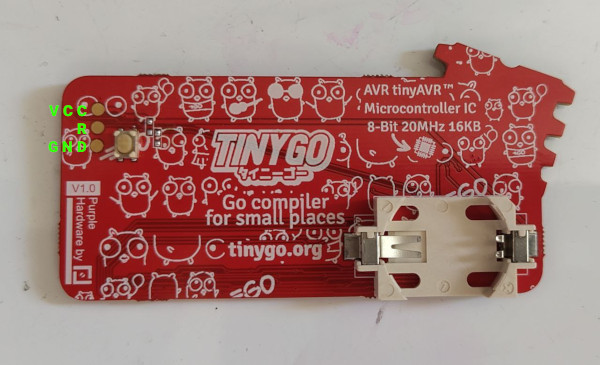 VCC
R
GND
AVR tinyAVR™
Microcontroller IC
8-Bit 20MHz 16KB
TINYGO
タイニーゴー
Go compiler
for small places
tinygo.org
V1.0
Purple
Hardware by
GO
=GO